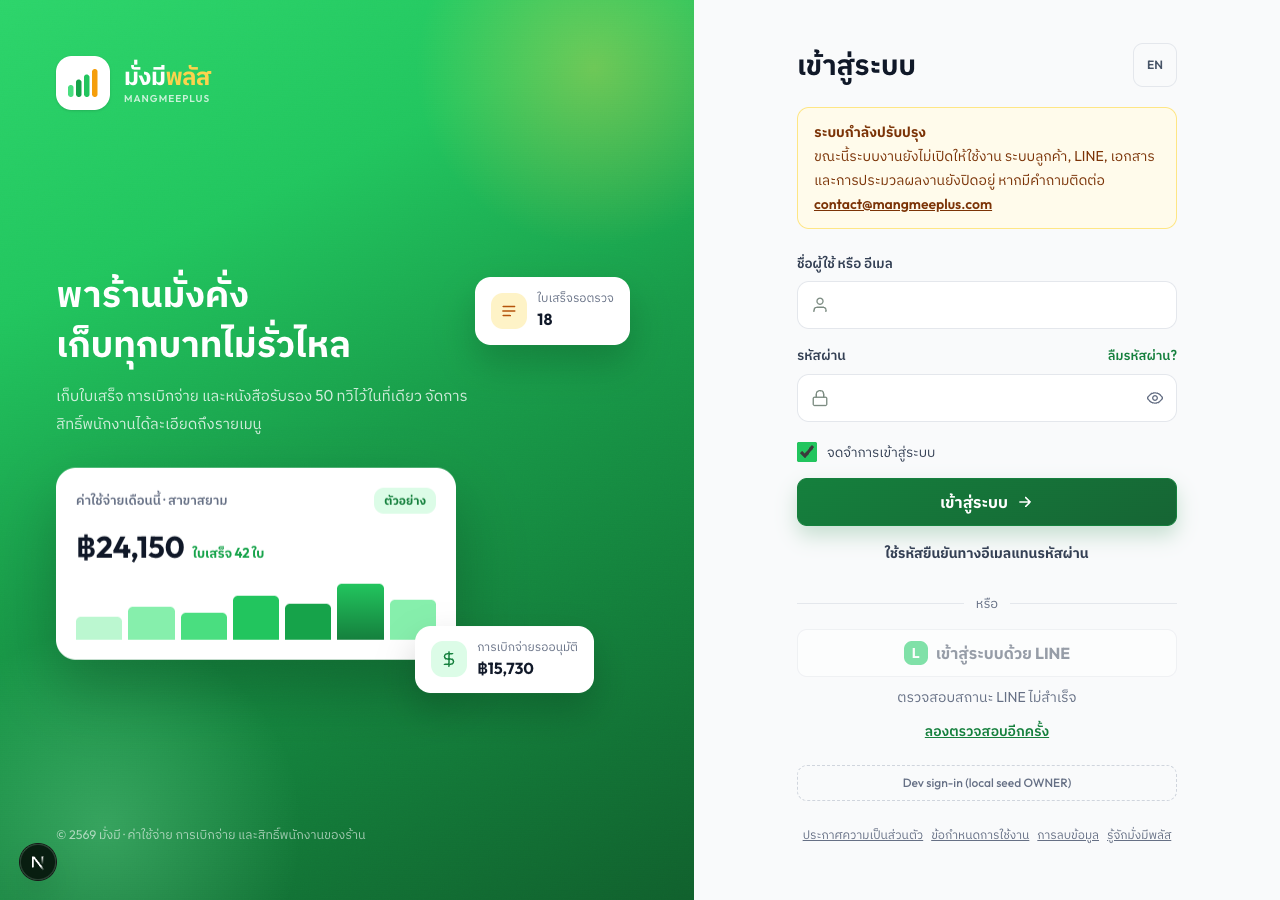 มั่งมีพลัส
MANGMEEPLUS
พาร้านมั่งคั่ง
เก็บทุกบาทไม่รั่วไหล
เก็บใบเสร็จ การเบิกจ่าย และหนังสือรับรอง 50 ทวิไว้ในที่เดียว จัดการ
สิทธิ์พนักงานได้ละเอียดถึงรายเมนู
ใบเสร็จรอตรวจ
18
ค่าใช้จ่ายเดือนนี้ · สาขาสยาม
ตัวอย่าง
฿24,150 ใบเสร็จ 42 ใบ
การเบิกจ่ายรออนุมัติ
฿15,730
© 2569 มั่งมี · ค่าใช้จ่าย การเบิกจ่าย และสิทธิ์พนักงานของร้าน
N
เข้าสู่ระบบ
EN
ระบบกำลังปรับปรุง
ขณะนี้ระบบงานยังไม่เปิดให้ใช้งาน ระบบลูกค้า, LINE, เอกสาร
และการประมวลผลงานยังปิดอยู่ หากมีคำถามติดต่อ
contact@mangmeeplus.com
ชื่อผู้ใช้ หรือ อีเมล
รหัสผ่าน
ลืมรหัสผ่าน?
จดจำการเข้าสู่ระบบ
เข้าสู่ระบบ
ใช้รหัสยืนยันทางอีเมลแทนรหัสผ่าน
หรือ
L เข้าสู่ระบบด้วย LINE
ตรวจสอบสถานะ LINE ไม่สำเร็จ
ลองตรวจสอบอีกครั้ง
Dev sign-in (local seed OWNER)
ประกาศความเป็นส่วนตัว ข้อกำหนดการใช้งาน การลบข้อมูล รู้จักมั่งมีพลัส